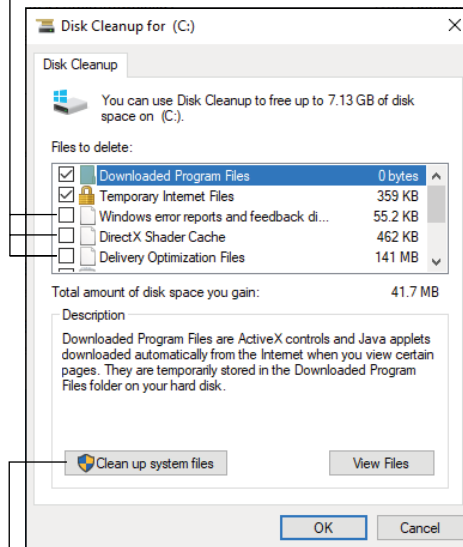 Disk Cleanup for (C:)
Disk Cleanup
You can use Disk Cleanup to free up to 7.13 GB of disk
space on (C:).
Files to delete:
Downloaded Program Files 0 bytes
Temporary Internet Files 359 KB
Windows error reports and feedback di... 55.2 KB
DirectX Shader Cache 462 KB
Delivery Optimization Files 141 MB
Total amount of disk space you gain: 41.7 MB
Description
Downloaded Program Files are ActiveX controls and Java applets
downloaded automatically from the Internet when you view certain
pages. They are temporarily stored in the Downloaded Program
Files folder on your hard disk.
Clean up system files View Files
OK Cancel